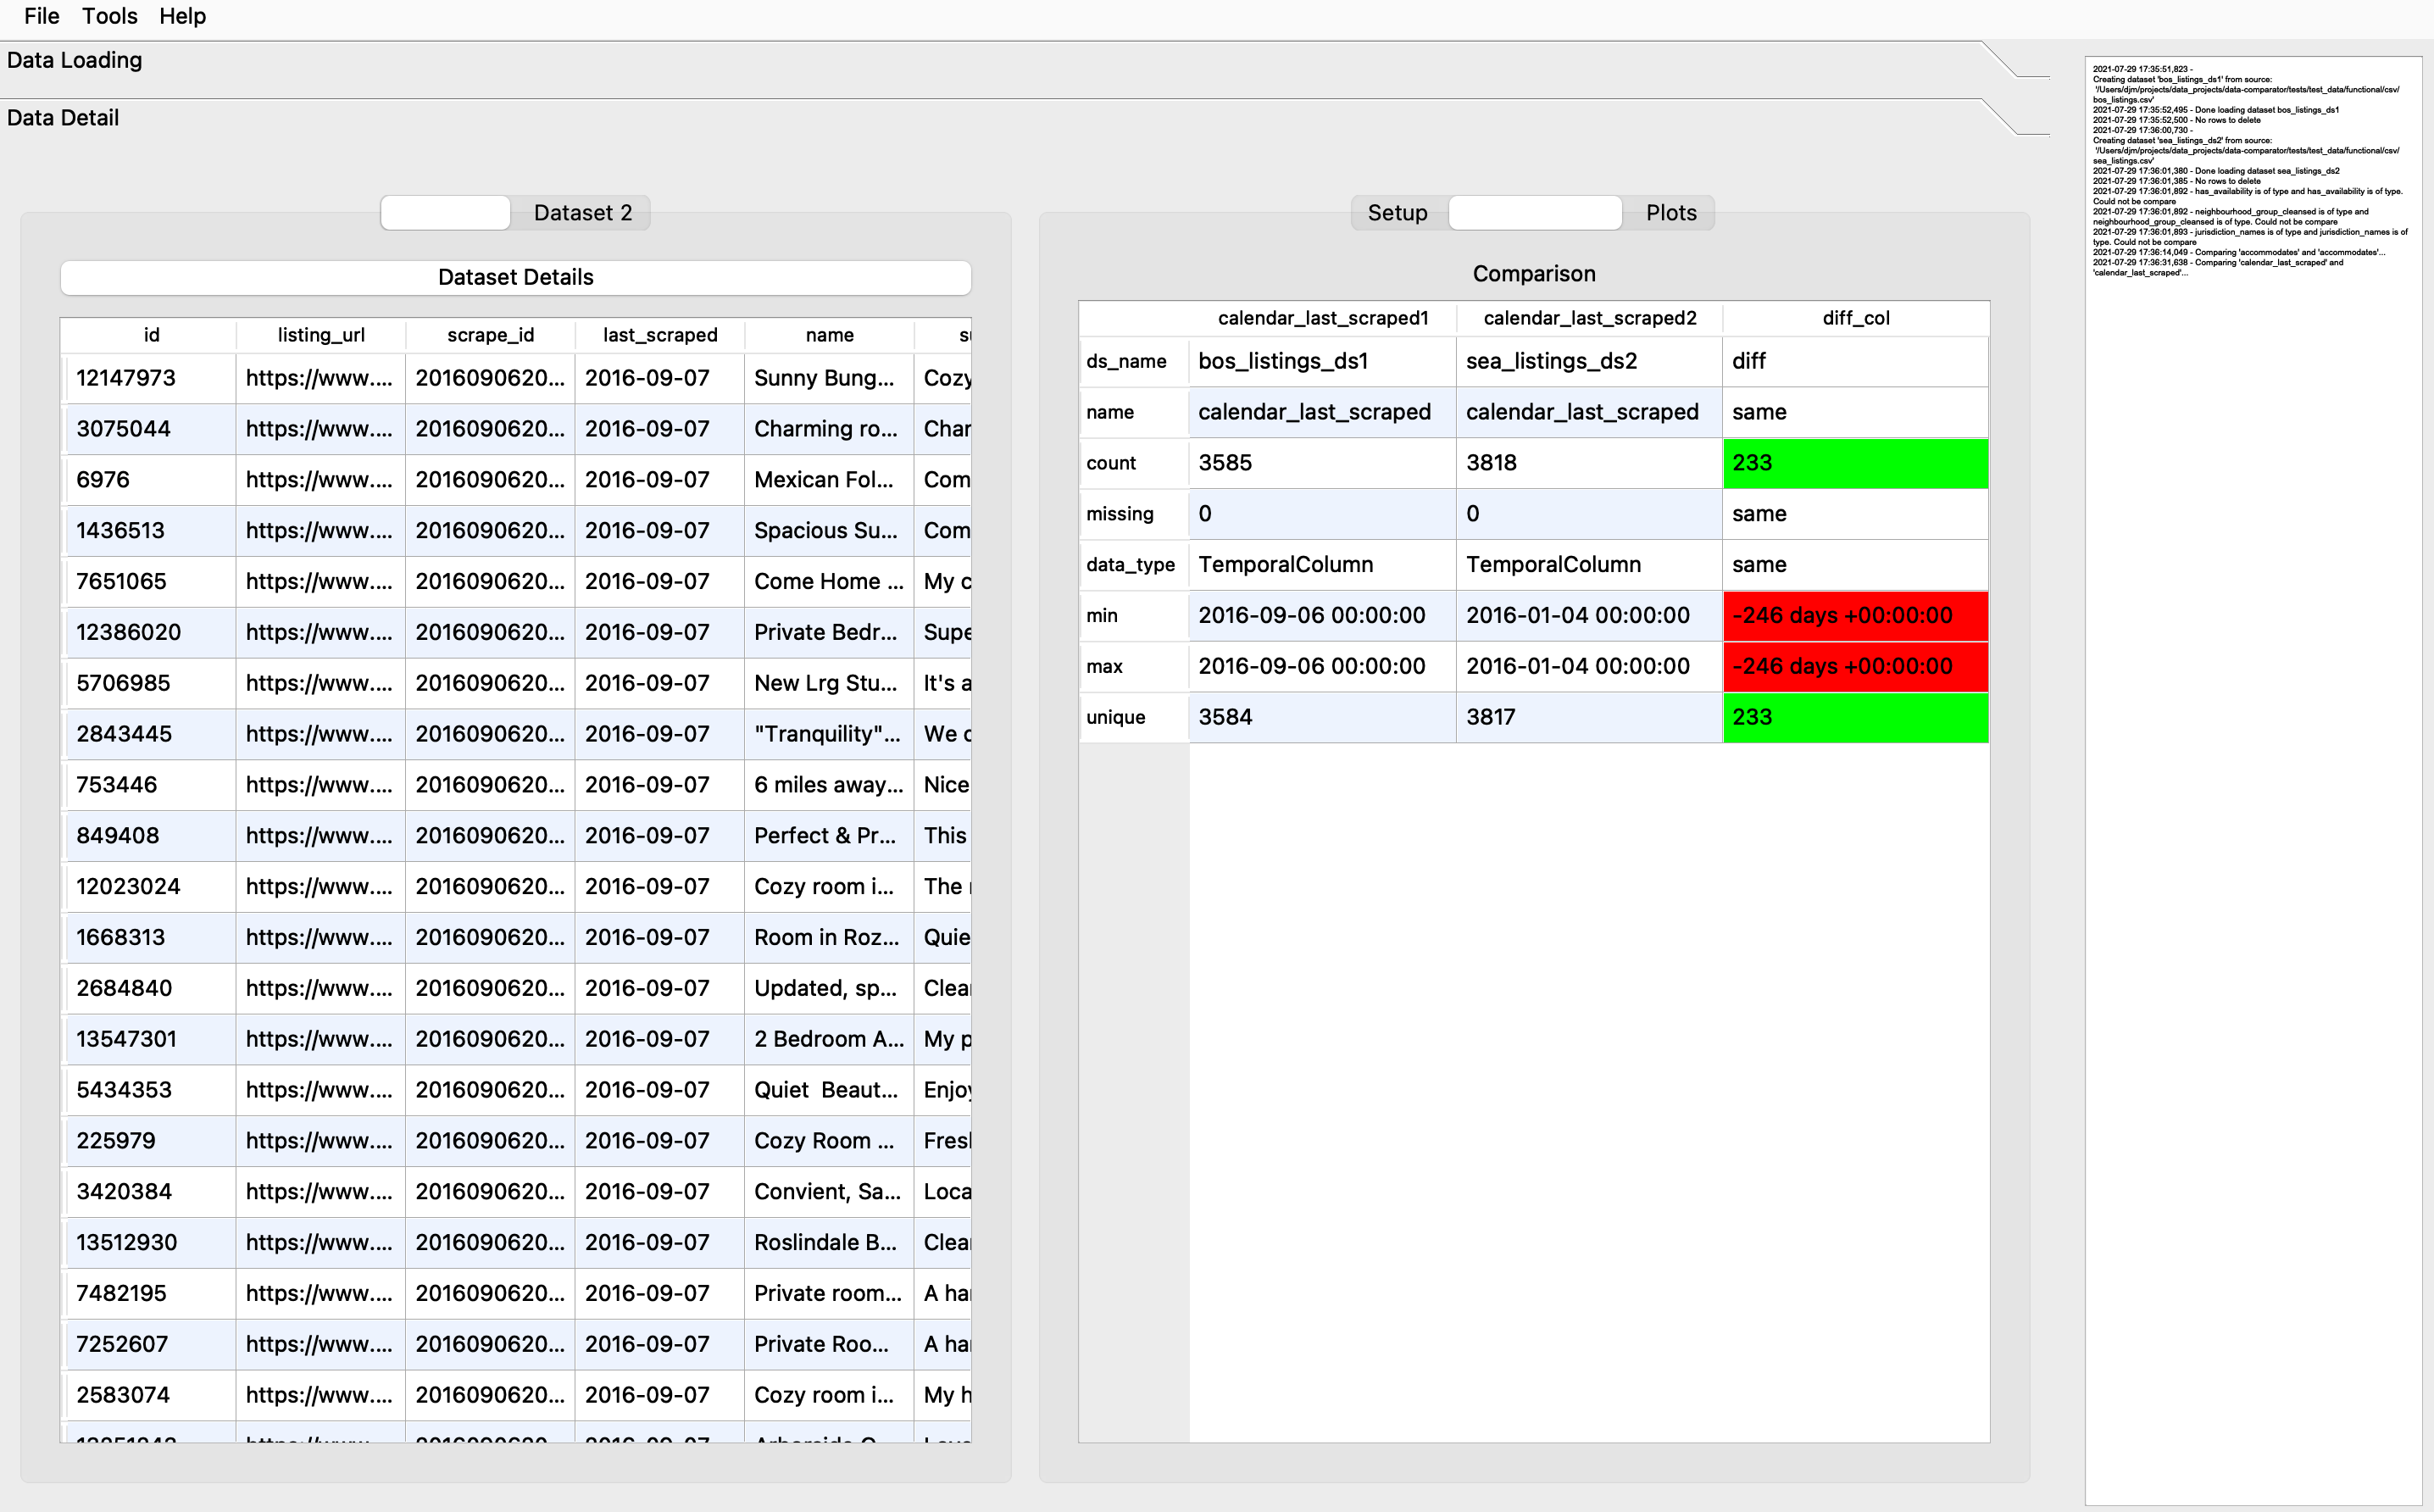 File Tools Help
Data Loading
Data Detail
Dataset 2
Dataset Details
id listing_url scrape_id last_scraped name
12147973 https://www.... 2016090620... 2016-09-07 Sunny Bung... Cozy
3075044 https://www.... 2016090620... 2016-09-07 Charming ro... Char
6976 https://www.... 2016090620... 2016-09-07 Mexican Fol... Com
1436513 https://www.... 2016090620... 2016-09-07 Spacious Su... Com
7651065 https://www.... 2016090620... 2016-09-07 Come Home ... My c
12386020 https://www.... 2016090620... 2016-09-07 Private Bedr... Supe
5706985 https://www.... 2016090620... 2016-09-07 New Lrg Stu... It's a
2843445 https://www.... 2016090620... 2016-09-07 "Tranquility"... We c
753446 https://www.... 2016090620... 2016-09-07 6 miles away... Nice
849408 https://www.... 2016090620... 2016-09-07 Perfect & Pr... This
12023024 https://www.... 2016090620... 2016-09-07 Cozy room i... The
1668313 https://www.... 2016090620... 2016-09-07 Room in Roz... Quie
2684840 https://www.... 2016090620... 2016-09-07 Updated, sp... Clea
13547301 https://www.... 2016090620... 2016-09-07 2 Bedroom A... My p
5434353 https://www.... 2016090620... 2016-09-07 Quiet  Beaut... Enjoy
225979 https://www.... 2016090620... 2016-09-07 Cozy Room ... Fres
3420384 https://www.... 2016090620... 2016-09-07 Convient, Sa... Loca
13512930 https://www.... 2016090620... 2016-09-07 Roslindale B... Clea
7482195 https://www.... 2016090620... 2016-09-07 Private room... A ha
7252607 https://www.... 2016090620... 2016-09-07 Private Roo... A ha
2583074 https://www.... 2016090620... 2016-09-07 Cozy room i... My h
Setup Plots
Comparison
calendar_last_scraped1 calendar_last_scraped2 diff_col
ds_name bos_listings_ds1 sea_listings_ds2 diff
name calendar_last_scraped calendar_last_scraped same
count 3585 3818 233
missing 0 0 same
data_type TemporalColumn TemporalColumn same
min 2016-09-06 00:00:00 2016-01-04 00:00:00 -246 days +00:00:00
max 2016-09-06 00:00:00 2016-01-04 00:00:00 -246 days +00:00:00
unique 3584 3817 233
2021-07-29 17:35:51,823 -
Creating dataset 'bos_listings_ds1' from source:
'/Users/djm/projects/data_projects/data-comparator/tests/test_data/functional/csv/
bos_listings.csv'
2021-07-29 17:35:52,495 - Done loading dataset bos_listings_ds1
2021-07-29 17:35:52,500 - No rows to delete
2021-07-29 17:36:00,730 -
Creating dataset 'sea_listings_ds2' from source:
'/Users/djm/projects/data_projects/data-comparator/tests/test_data/functional/csv/
sea_listings.csv'
2021-07-29 17:36:01,380 - Done loading dataset sea_listings_ds2
2021-07-29 17:36:01,385 - No rows to delete
2021-07-29 17:36:01,892 - has_availability is of type and has_availability is of type.
Could not be compare
2021-07-29 17:36:01,892 - neighbourhood_group_cleansed is of type and
neighbourhood_group_cleansed is of type. Could not be compare
2021-07-29 17:36:01,893 - jurisdiction_names is of type and jurisdiction_names is of
type. Could not be compare
2021-07-29 17:36:14,049 - Comparing 'accommodates' and 'accommodates'...
2021-07-29 17:36:31,638 - Comparing 'calendar_last_scraped' and
'calendar_last_scraped'...